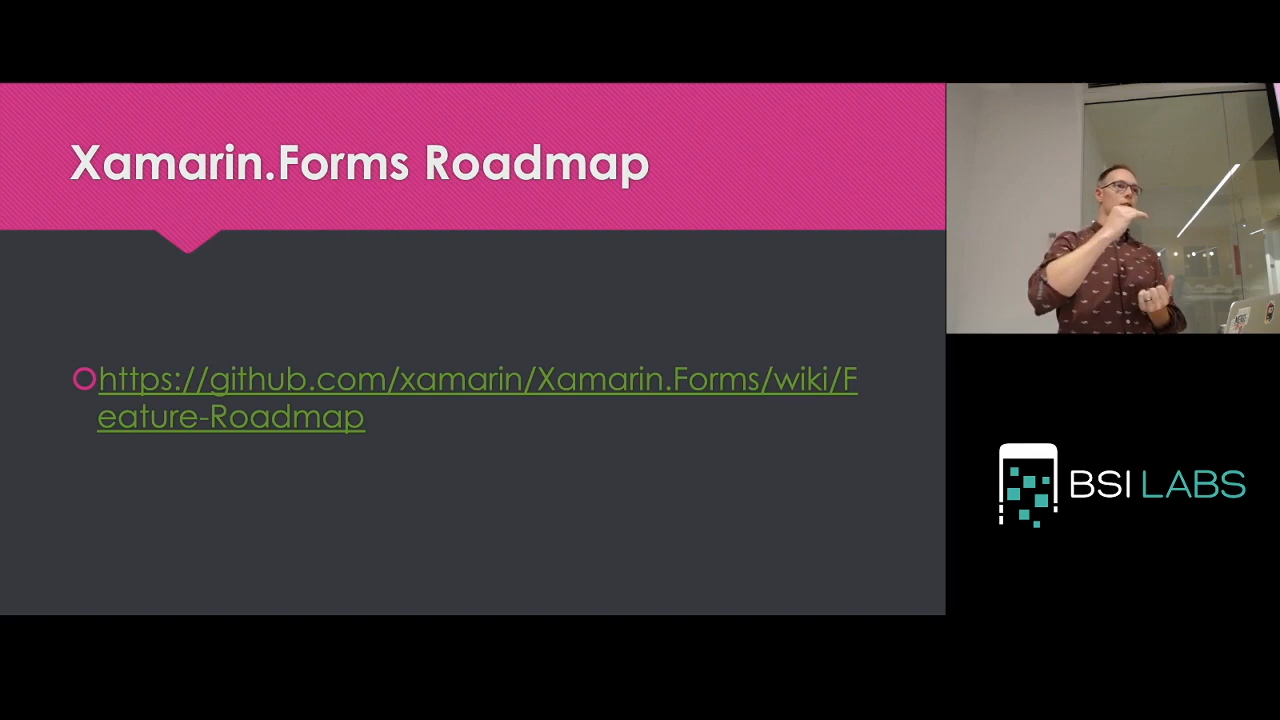 Xamarin.Forms Roadmap
https://github.com/xamarin/Xamarin.Forms/wiki/F
eature-Roadmap
BSI LABS